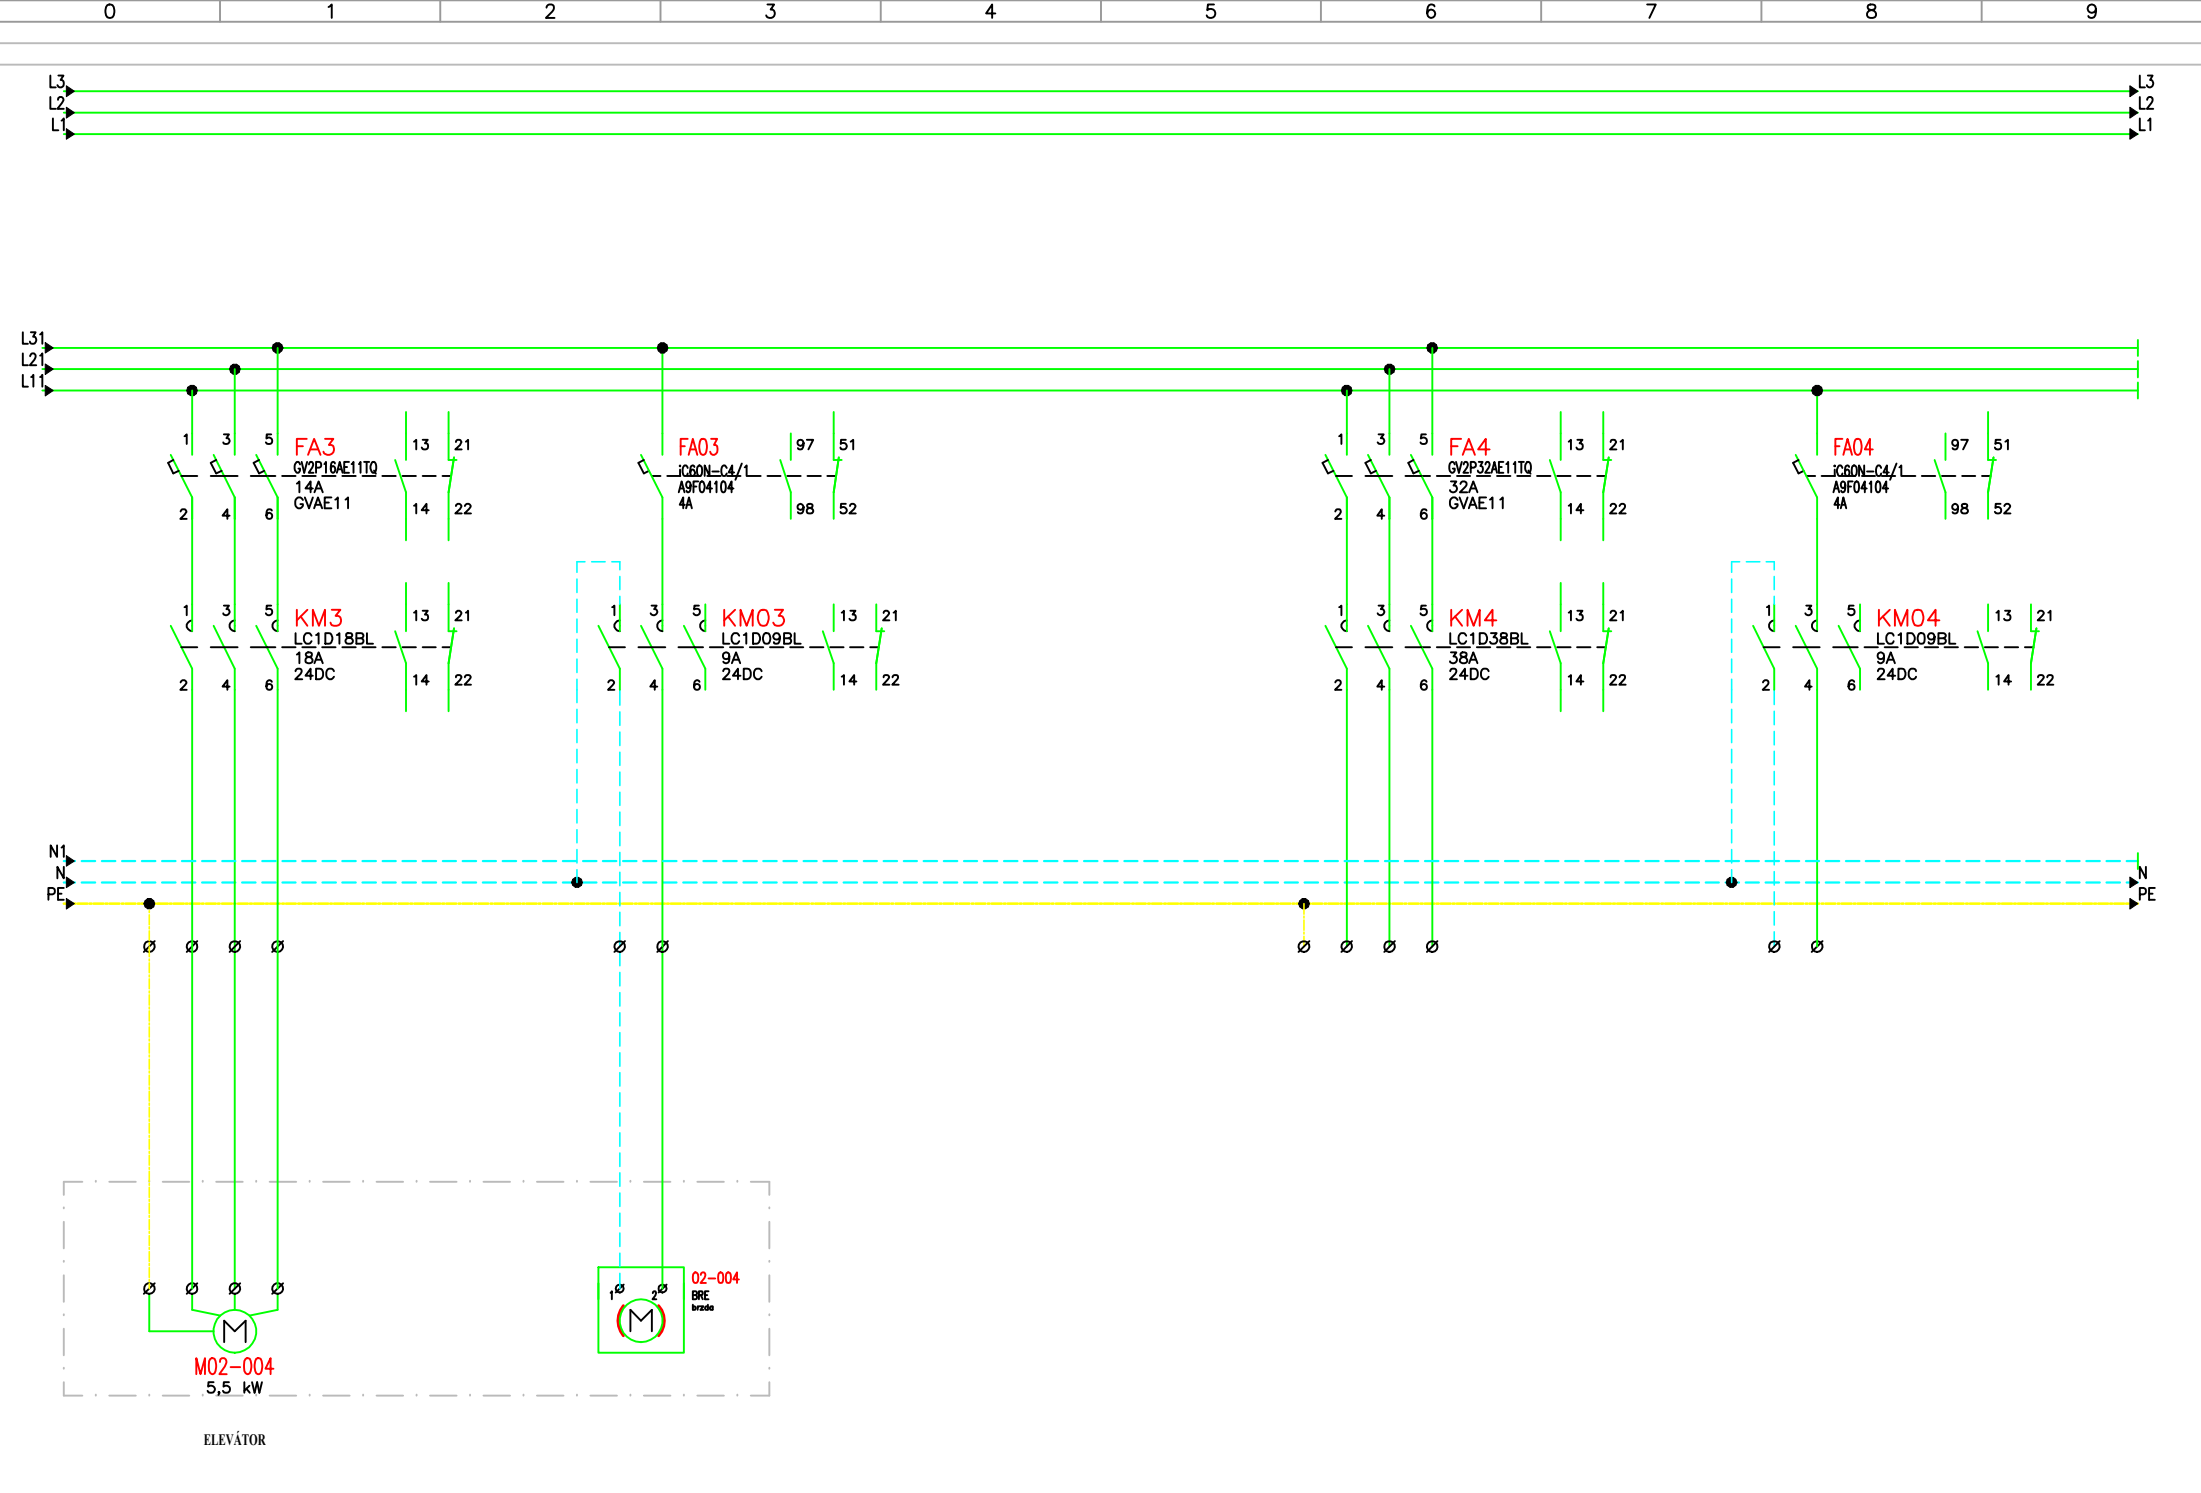 0 1 2 3 4 5 6 7 8 9
L3 L3
L2 L2
L1 L1
L31
L21
L11
1 3 5 FA3 13 21
GV2P16AE11TQ
14A
GVAE11
2 4 6 14 22
FA03 97 51
iC60N-C4/1
A9F04104
4A
98 52
1 3 5 FA4 13 21
GV2P32AE11TQ
32A
GVAE11
2 4 6 14 22
FA04 97 51
iC60N-C4/1
A9F04104
4A
98 52
1 3 5 KM3 13 21
LC1D18BL
18A
24DC
2 4 6 14 22
1 3 5 KM03 13 21
LC1D09BL
9A
24DC
2 4 6 14 22
1 3 5 KM4 13 21
LC1D38BL
38A
24DC
2 4 6 14 22
1 3 5 KM04 13 21
LC1D09BL
9A
24DC
2 4 6 14 22
N1
N N
PE PE
1 2 02-004
BRE
brzda
M
M
M02-004
5,5 kW
ELEVÁTOR